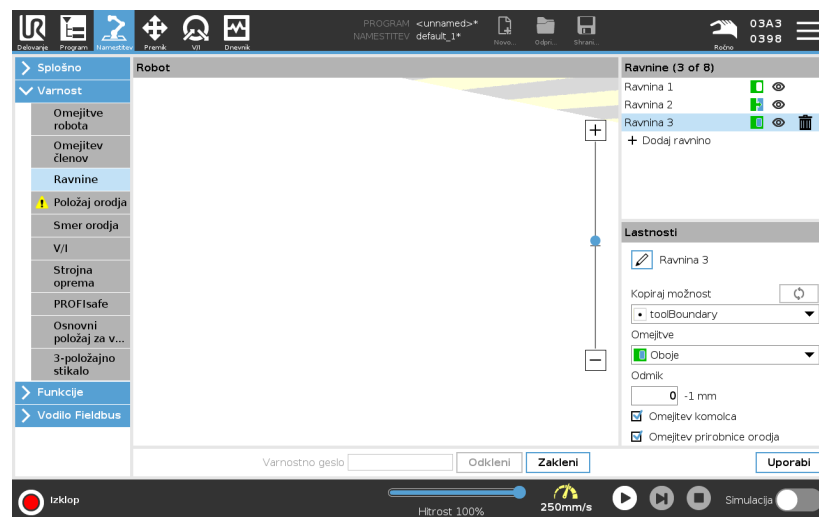 PROGRAM <unnamed>*
NAMESTITEV default_1*
Delovanje
Program
Namestitev
Premik
V/I
Dnevnik
Novo...
Odpri...
Shrani...
Ročno
03A3
0398
Splošno
Varnost
Omejitve
robota
Omejitev
členov
Ravnine
Položaj orodja
Smer orodja
V/I
Strojna
oprema
PROFIsafe
Osnovni
položaj za v...
3-položajno
stikalo
Funkcije
Vodilo Fieldbus
Robot
Ravnine (3 of 8)
Ravnina 1
Ravnina 2
Ravnina 3
+ Dodaj ravnino
Lastnosti
Ravnina 3
Kopiraj možnost
toolBoundary
Omejitve
Oboje
Odmik
0 -1 mm
Omejitev komolca
Omejitev prirobnice orodja
Varnostno geslo
Odkleni
Zakleni
Uporabi
Izklop
Hitrost 100%
250mm/s
Simulacija